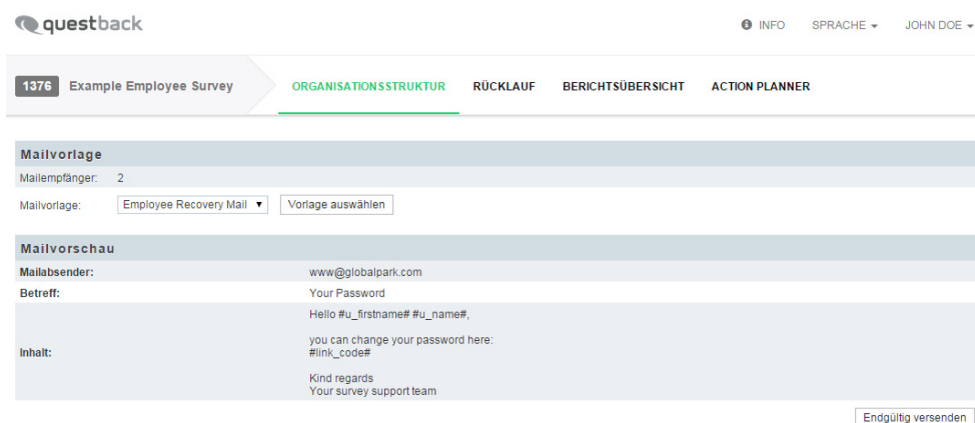 questback
INFO SPRACHE JOHN DOE
1376 Example Employee Survey ORGANISATIONSSTRUKTUR RÜCKLAUF BERICHTSÜBERSICHT ACTION PLANNER
Mailvorlage
Mailempfänger: 2
Mailvorlage: Employee Recovery Mail Vorlage auswählen
Mailvorschau
Mailabsender: www@globalpark.com
Betreff: Your Password
Inhalt:
Hello #u_firstname# #u_name#,
you can change your password here:
#link_code#
Kind regards
Your survey support team
Endgültig versenden